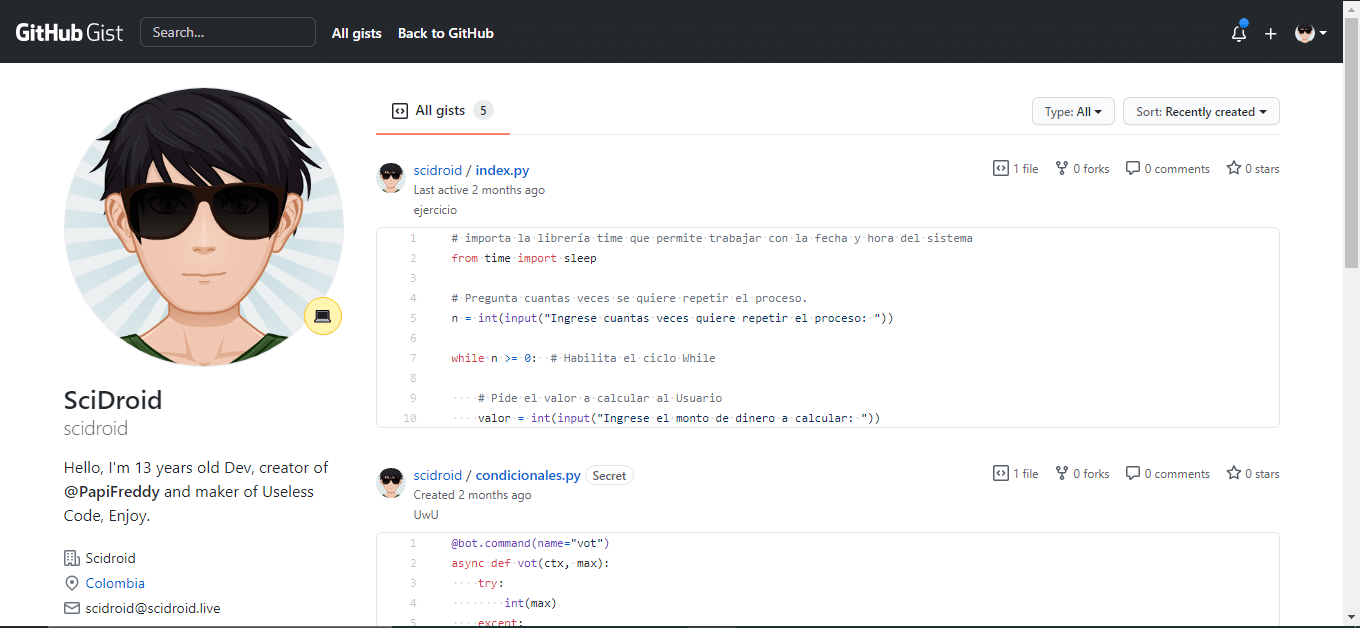 GitHub Gist Search... All gists Back to GitHub
All gists 5
Type: All Sort: Recently created
scidroid / index.py
1 file 0 forks 0 comments 0 stars
Last active 2 months ago
ejercicio
1 # importa la librería time que permite trabajar con la fecha y hora del sistema
2 from time import sleep
3
4 # Pregunta cuantas veces se quiere repetir el proceso.
5 n = int(input("Ingrese cuantas veces quiere repetir el proceso: "))
6
7 while n >= 0:  # Habilita el ciclo While
8
9 # Pide el valor a calcular al Usuario
10 valor = int(input("Ingrese el monto de dinero a calcular: "))
SciDroid
scidroid
Hello, I'm 13 years old Dev, creator of
@PapiFreddy and maker of Useless
Code, Enjoy.
Scidroid
Colombia
scidroid@scidroid.live
scidroid / condicionales.py Secret
1 file 0 forks 0 comments 0 stars
Created 2 months ago
UwU
1 @bot.command(name="vot")
2 async def vot(ctx, max):
3 try:
4 int(max)
5 except: